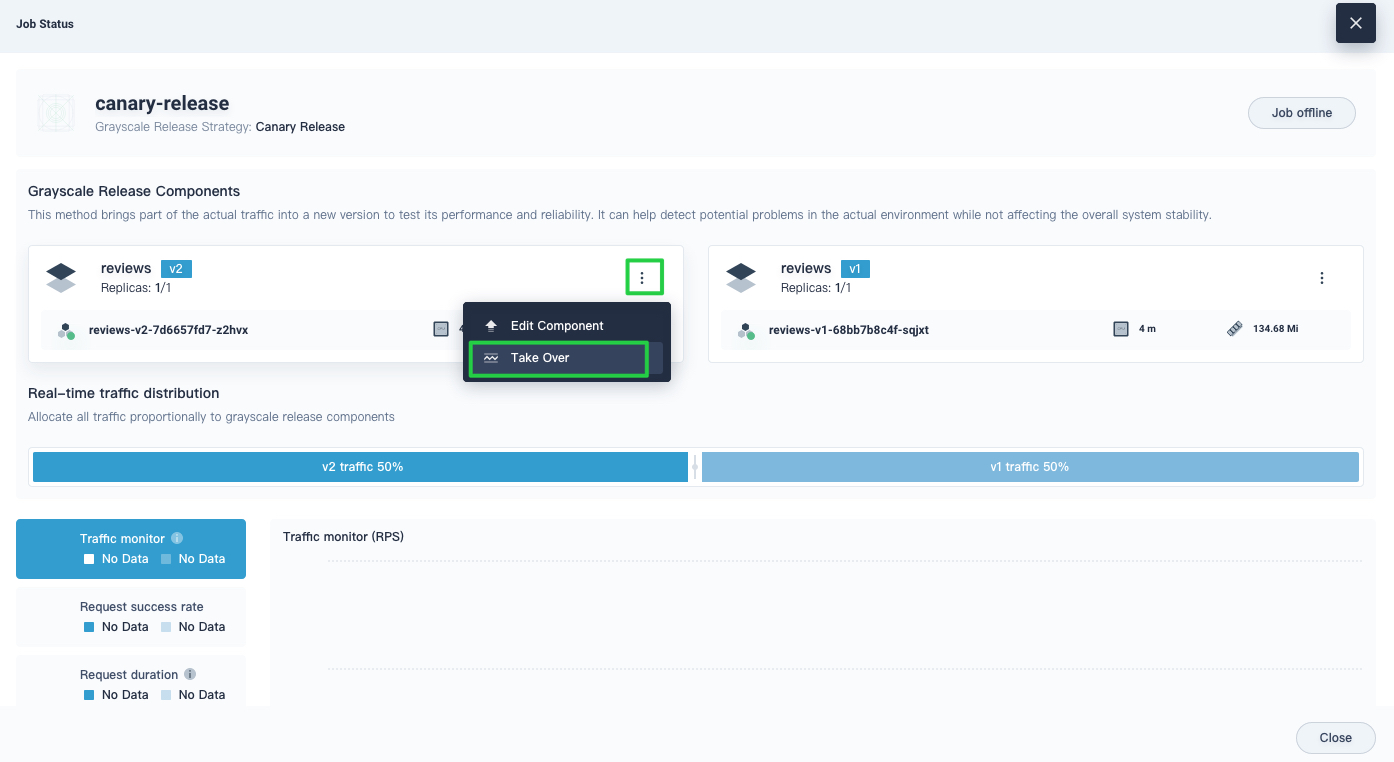 Job Status
canary-release
Grayscale Release Strategy: Canary Release
Job offline
Grayscale Release Components
This method brings part of the actual traffic into a new version to test its performance and reliability. It can help detect potential problems in the actual environment while not affecting the overall system stability.
reviews v2
Replicas: 1/1
reviews-v2-7d6657fd7-z2hvx
Edit Component
Take Over
reviews v1
Replicas: 1/1
reviews-v1-68bb7b8c4f-sqjxt 4 m 134.68 Mi
Real-time traffic distribution
Allocate all traffic proportionally to grayscale release components
v2 traffic 50% v1 traffic 50%
Traffic monitor
No Data No Data
Request success rate
No Data No Data
Request duration
No Data No Data
Traffic monitor (RPS)
Close